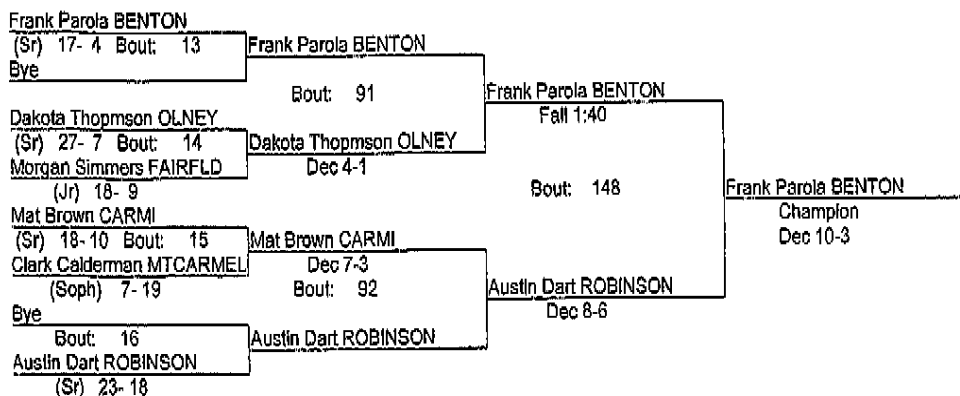 Frank Parola BENTON
(Sr) 17- 4 Bout: 13
Bye
Frank Parola BENTON
Bout: 91
Dakota Thopmson OLNEY
(Sr) 27- 7 Bout: 14
Morgan Simmers FAIRFLD
(Jr) 18- 9
Dakota Thopmson OLNEY
Dec 4-1
Frank Parola BENTON
Fall 1:40
Bout: 148
Mat Brown CARMI
(Sr) 18-10 Bout: 15
Clark Calderman MTCARMEL
(Soph) 7-19
Mat Brown CARMI
Dec 7-3
Bout: 92
Bye
Bout: 16
Austin Dart ROBINSON
(Sr) 23-18
Austin Dart ROBINSON
Austin Dart ROBINSON
Dec 8-6
Frank Parola BENTON
Champion
Dec 10-3